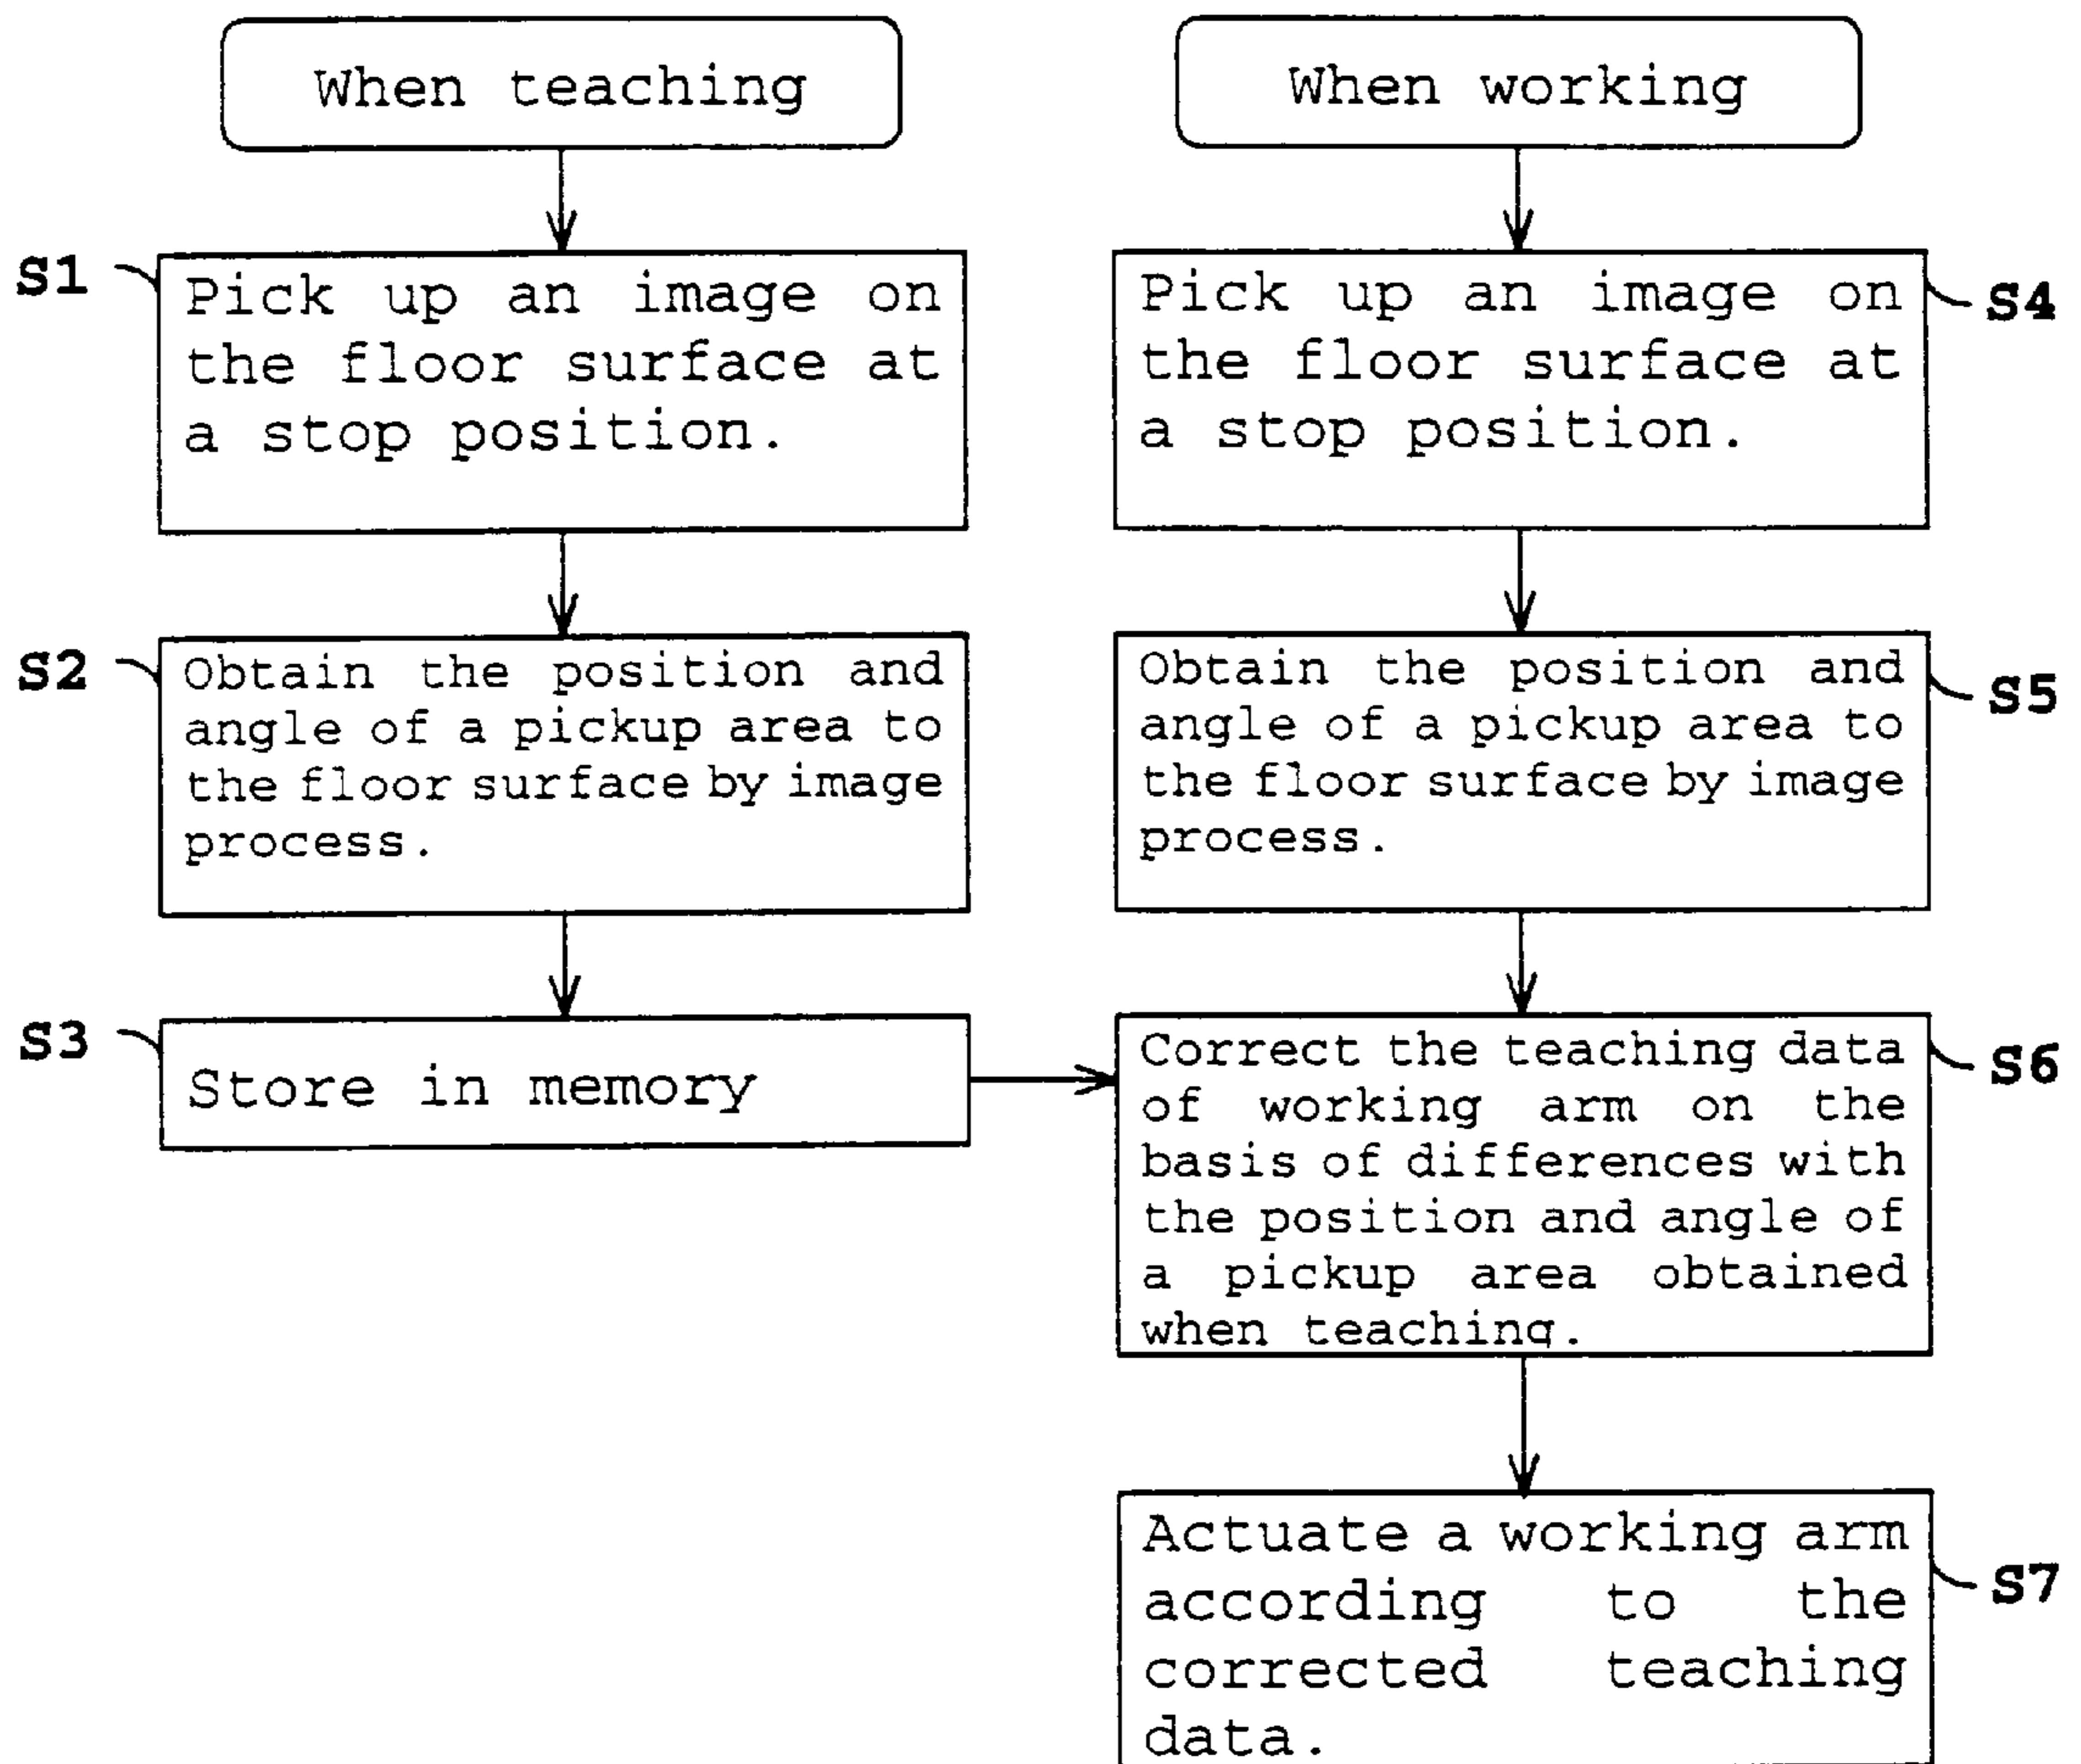 When teaching
S1
Pick up an image on
the floor surface at
a stop position.
S2
Obtain the position and
angle of a pickup area to
the floor surface by image
process.
S3
Store in memory
When working
S4
Pick up an image on
the floor surface at
a stop position.
S5
Obtain the position and
angle of a pickup area to
the floor surface by image
process.
S6
Correct the teaching data
of working arm on the
basis of differences with
the position and angle of
a pickup area obtained
when teaching.
S7
Actuate a working arm
according to the
corrected teaching
data.